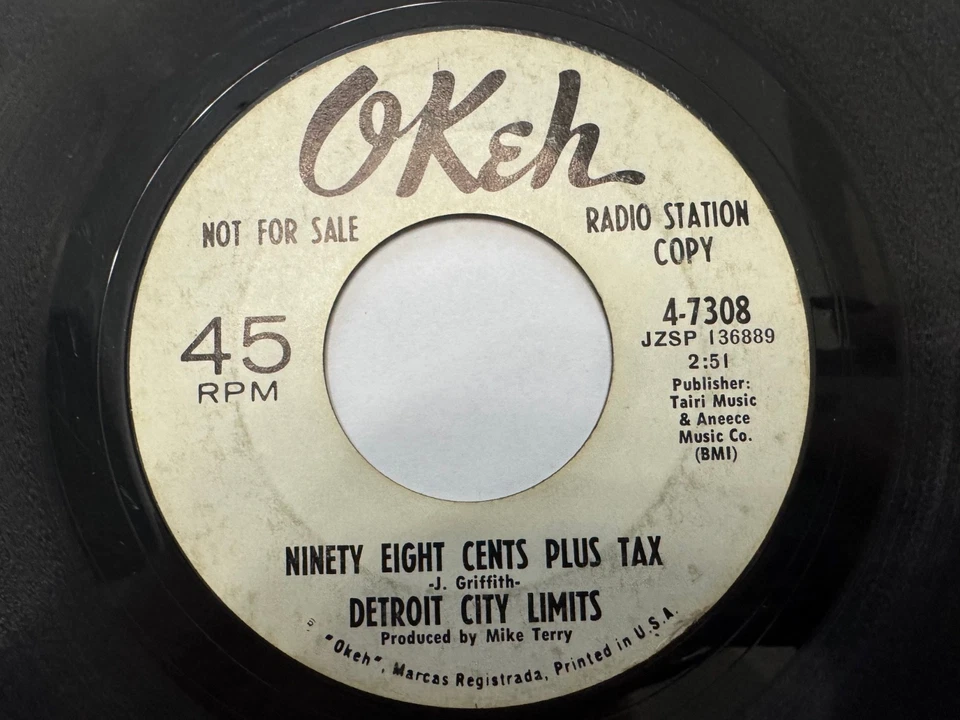 OKeh
NOT FOR SALE
RADIO STATION
COPY
45
RPM
4-7308
JZSP 136889
2:51
Publisher:
Tairi Music
& Aneece
Music Co.
(BMI)
NINETY EIGHT CENTS PLUS TAX
-J. Griffith-
DETROIT CITY LIMITS
Produced by Mike Terry
"Okeh", Marcas Registrada, Printed in U.S.A.